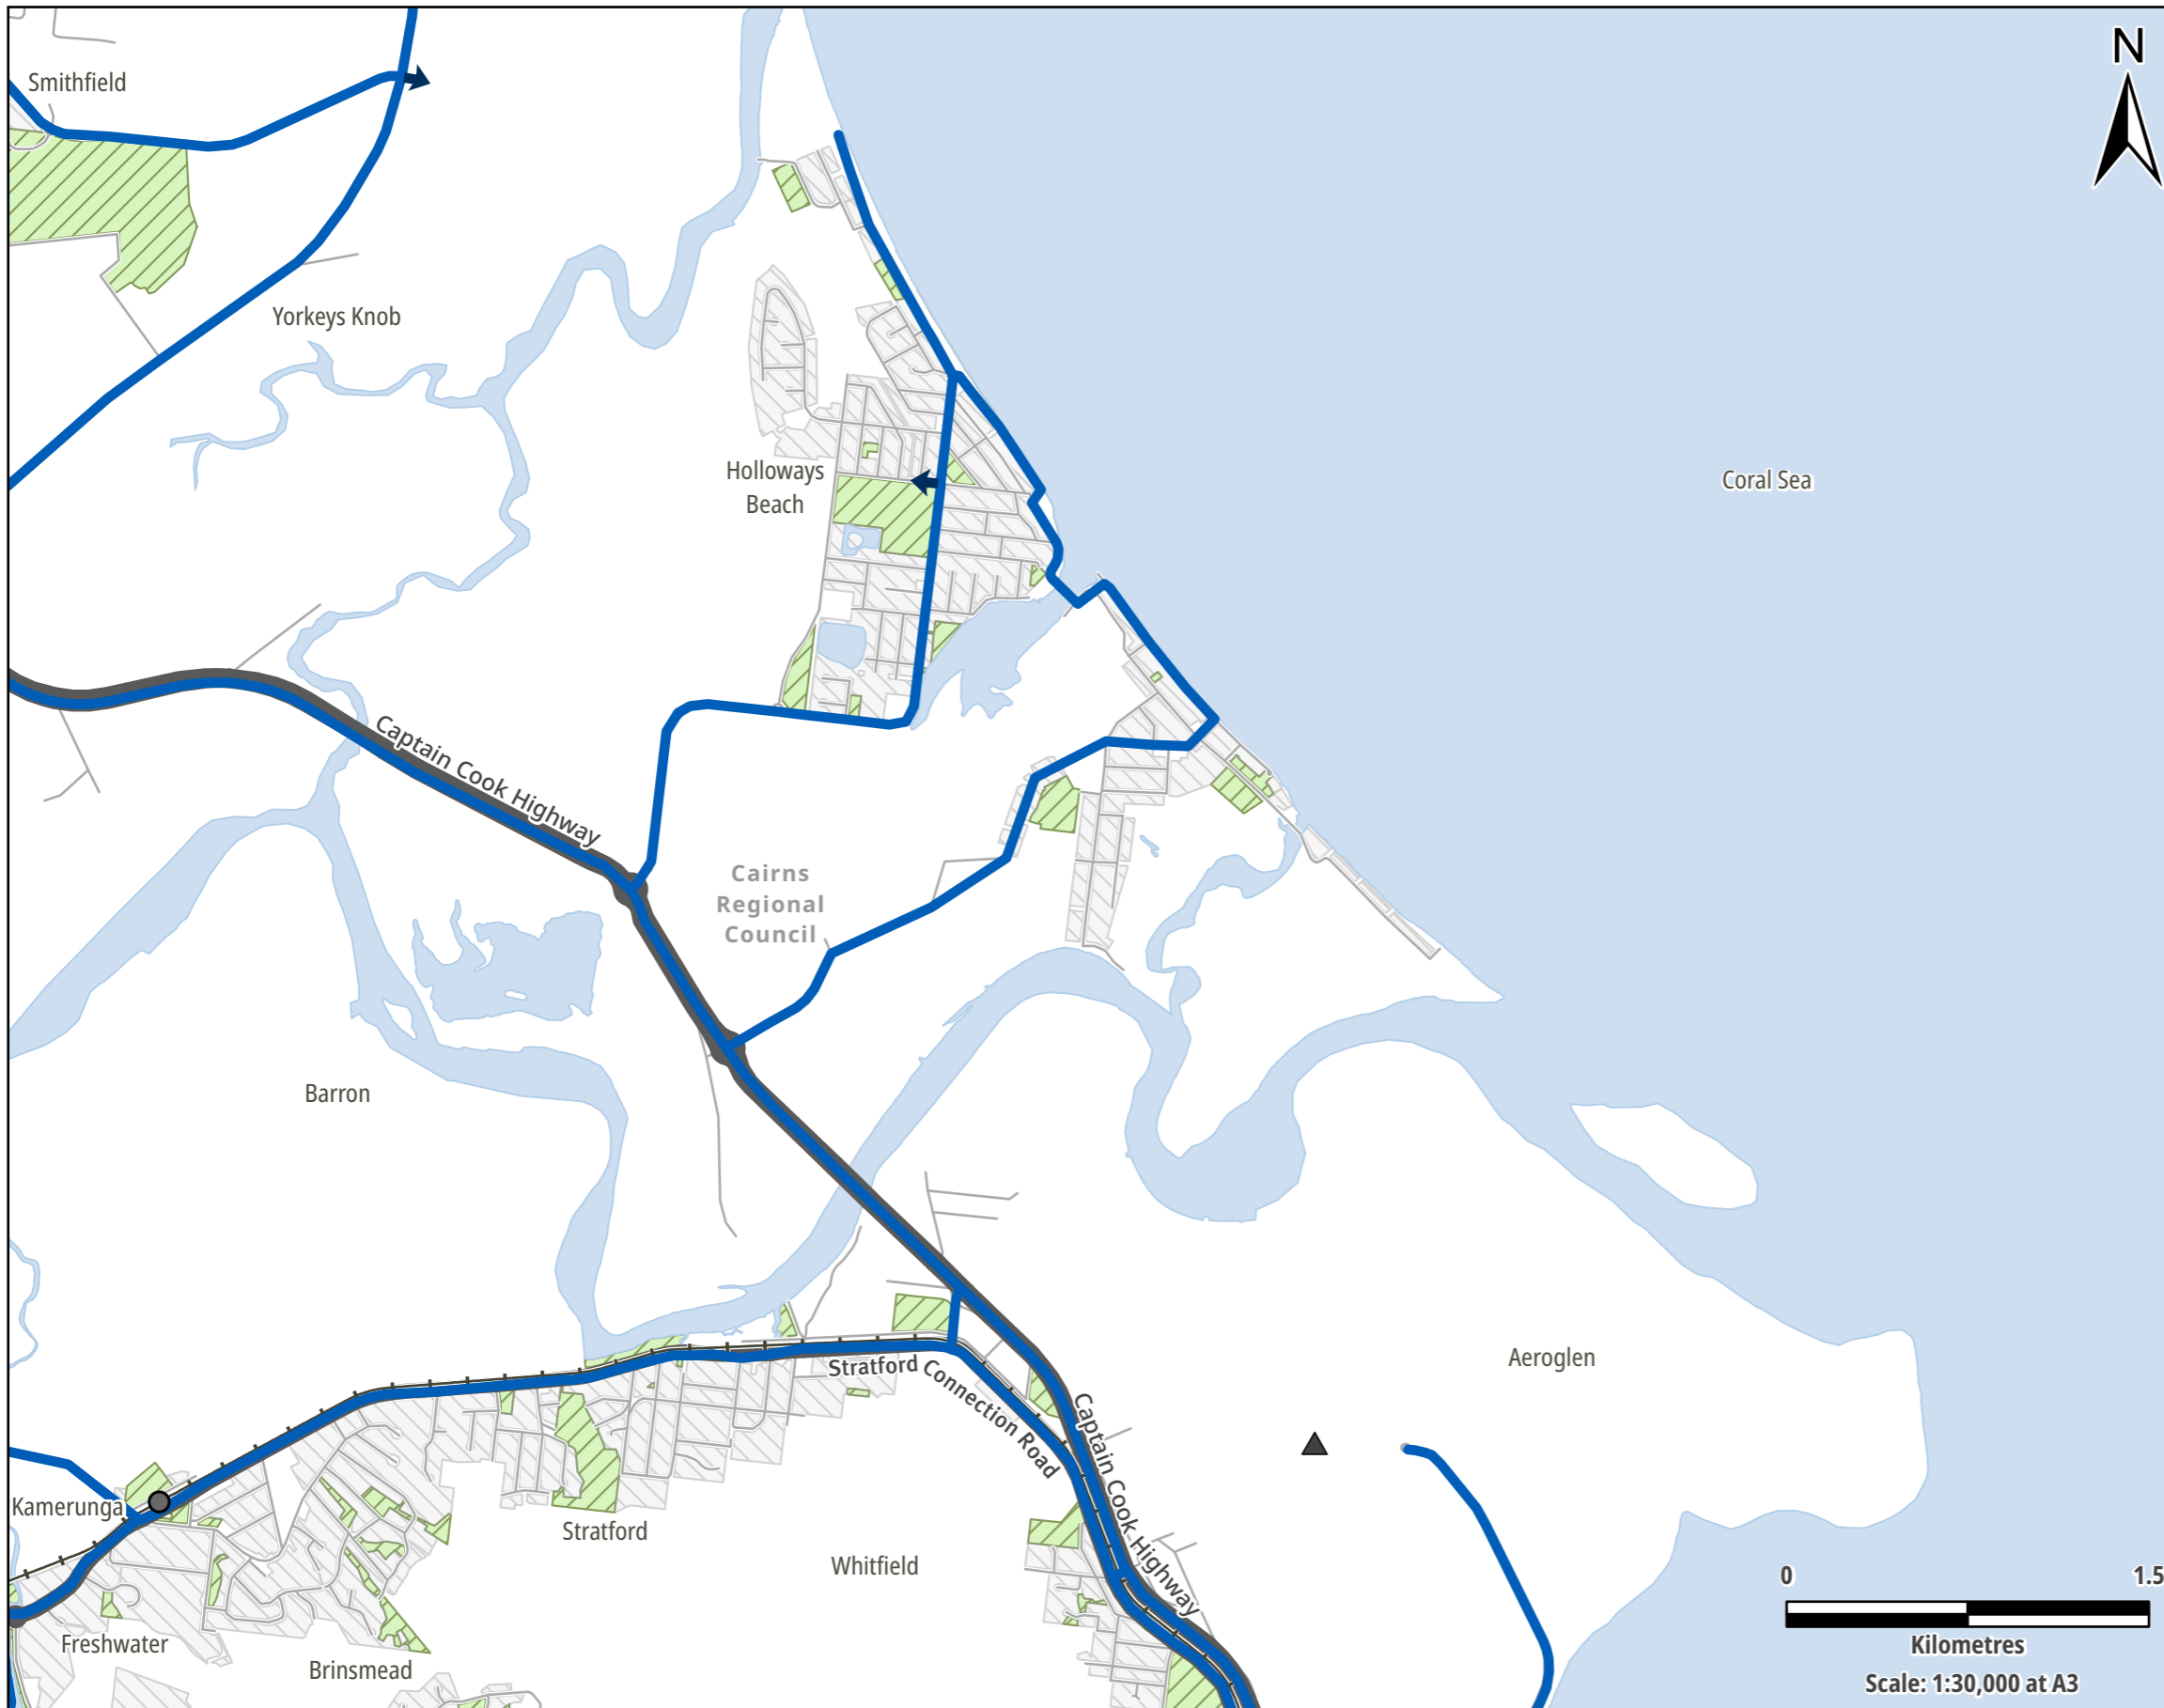 N
Smithfield
Yorkeys Knob
Holloways
Beach
Coral Sea
Captain Cook Highway
Cairns
Regional
Council
Barron
Stratford Connection Road
Aeroglen
Captain Cook Highway
Kamerunga
Stratford
Whitfield
Freshwater
Brinsmead
0 1.5
Kilometres
Scale: 1:30,000 at A3